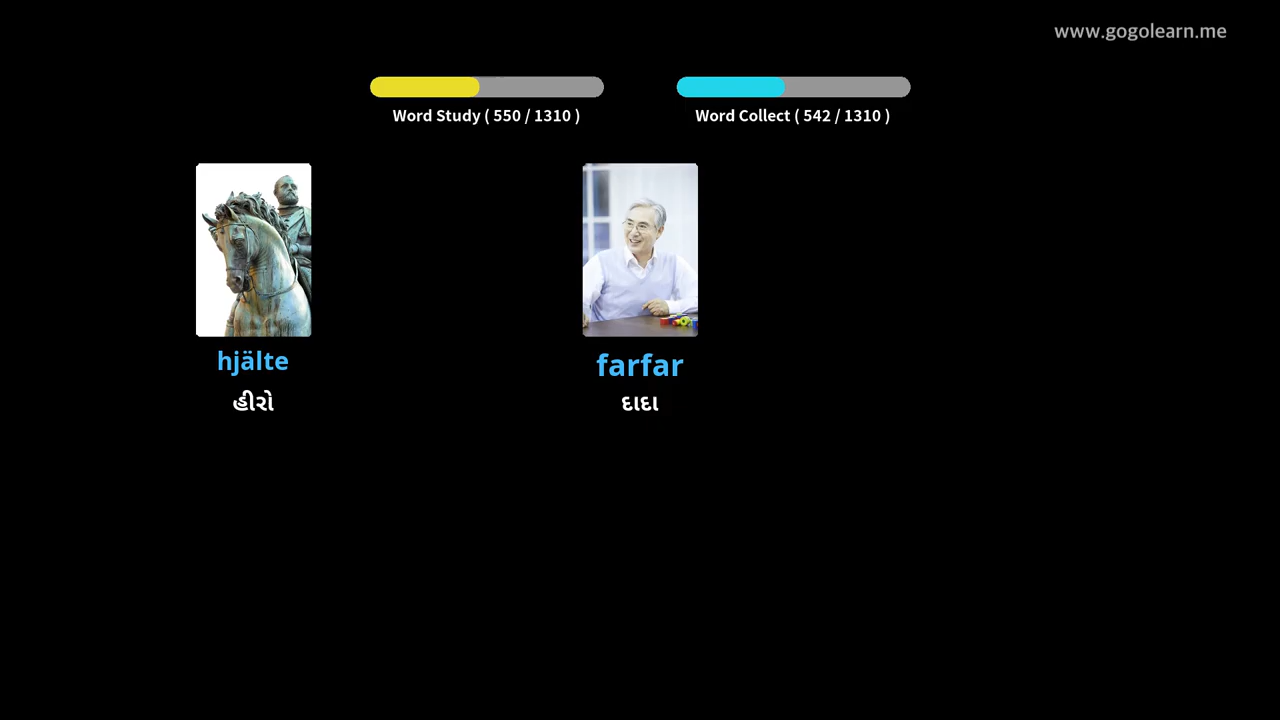 www.gogolearn.me
Word Study ( 550 / 1310 )
Word Collect ( 542 / 1310 )
hjälte
હીરો
farfar
દાદા